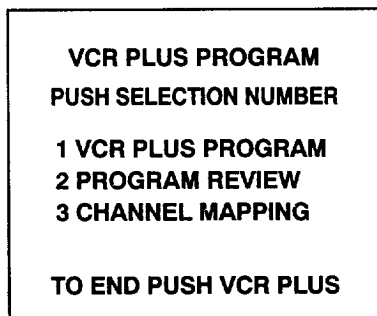 VCR PLUS PROGRAM
PUSH SELECTION NUMBER
1 VCR PLUS PROGRAM
2 PROGRAM REVIEW
3 CHANNEL MAPPING
TO END PUSH VCR PLUS